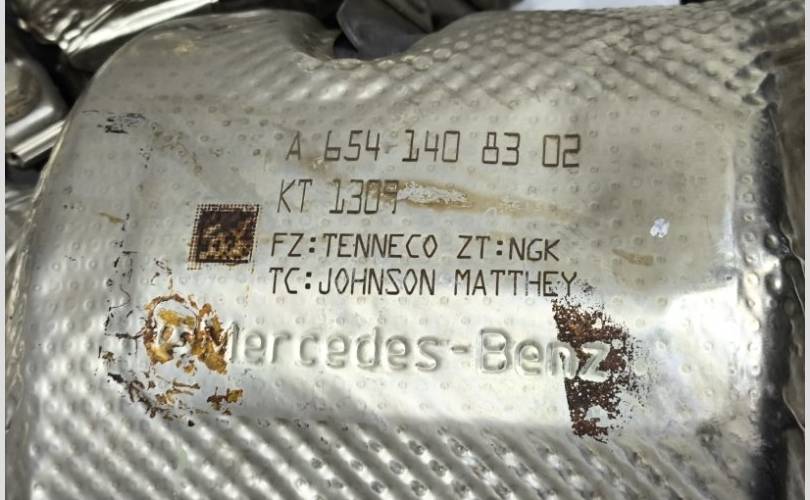 A 654 140 83 02
KT 1309
FZ:TENNECO ZT:NGK
TC:JOHNSON MATTHEY
Mercedes-Benz